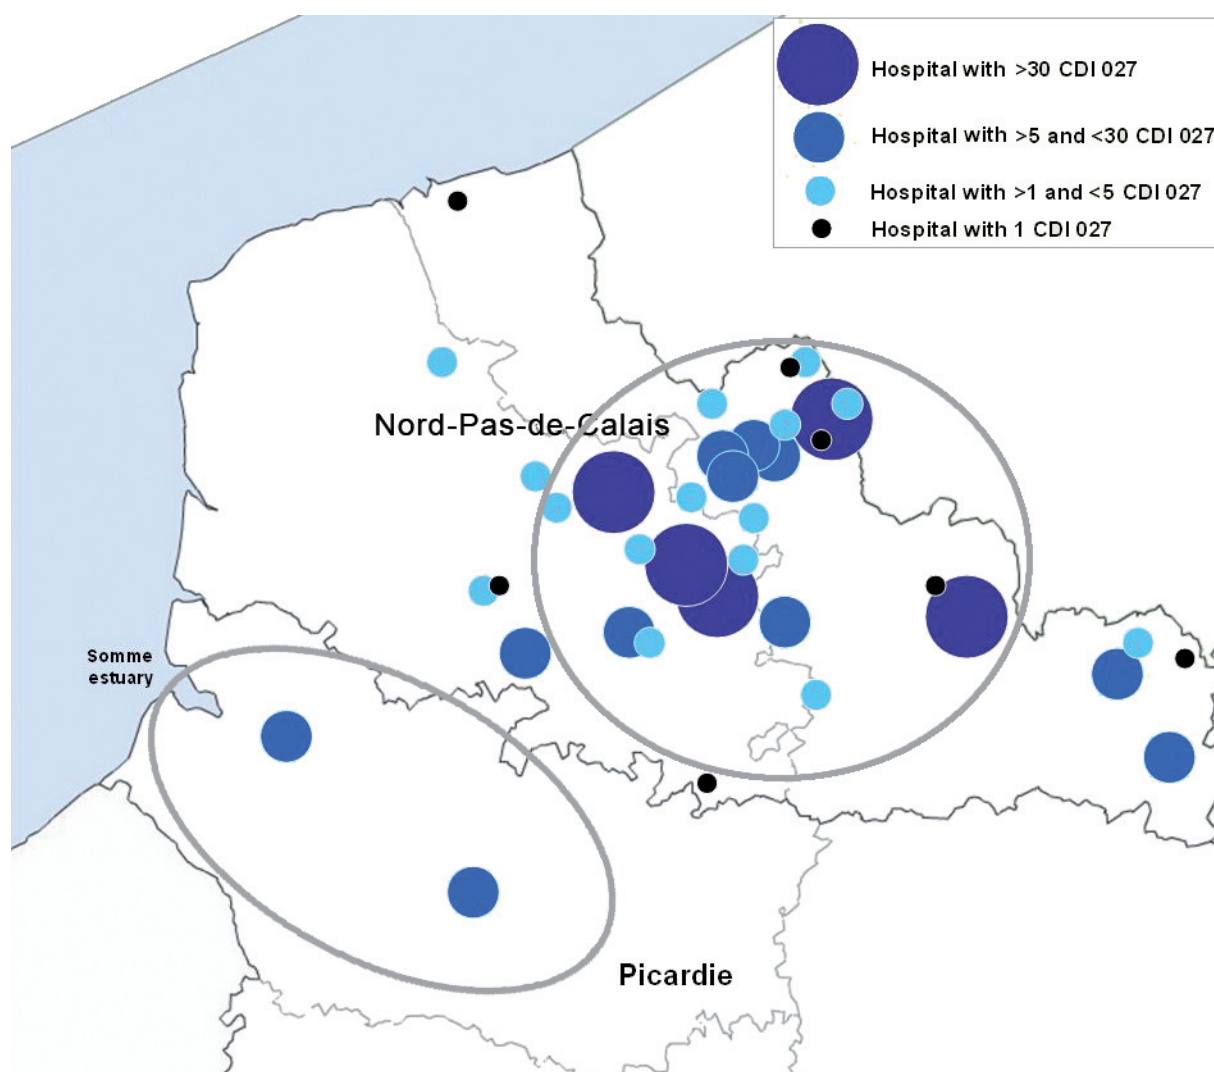 Hospital with >30 CDI 027
Hospital with >5 and <30 CDI 027
Hospital with >1 and <5 CDI 027
Hospital with 1 CDI 027
Nord-Pas-de-Calais
Somme
estuary
Picardie